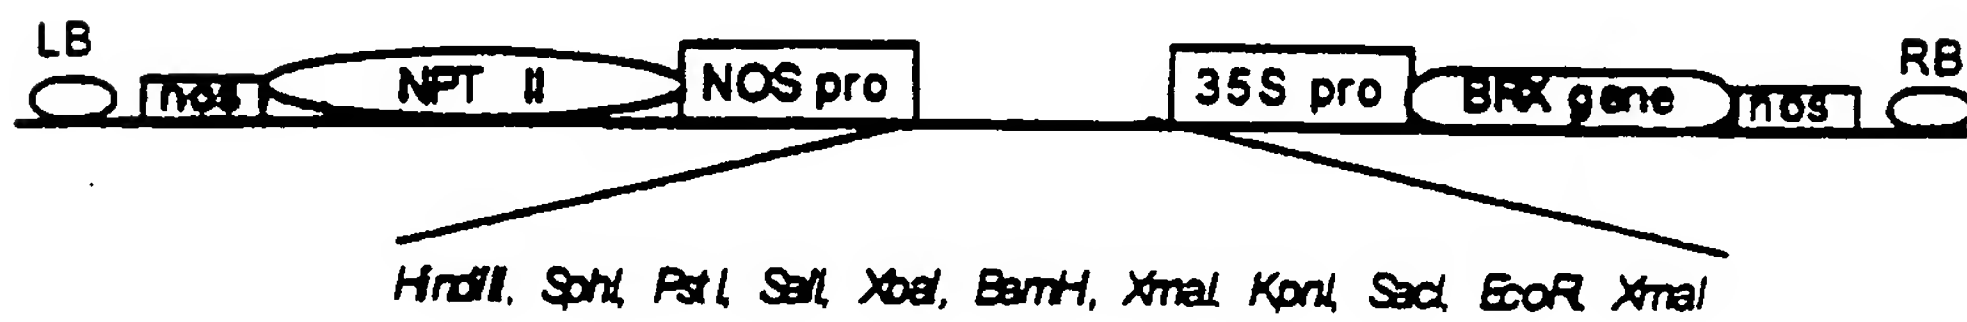 LB
RB
nos NPT II NOS pro 35S pro BRX gene nos
HindIII, SphI, PstI, SalI, XbaI, BamH, XmaI, KpnI, SacI, EcoRI, XmaI